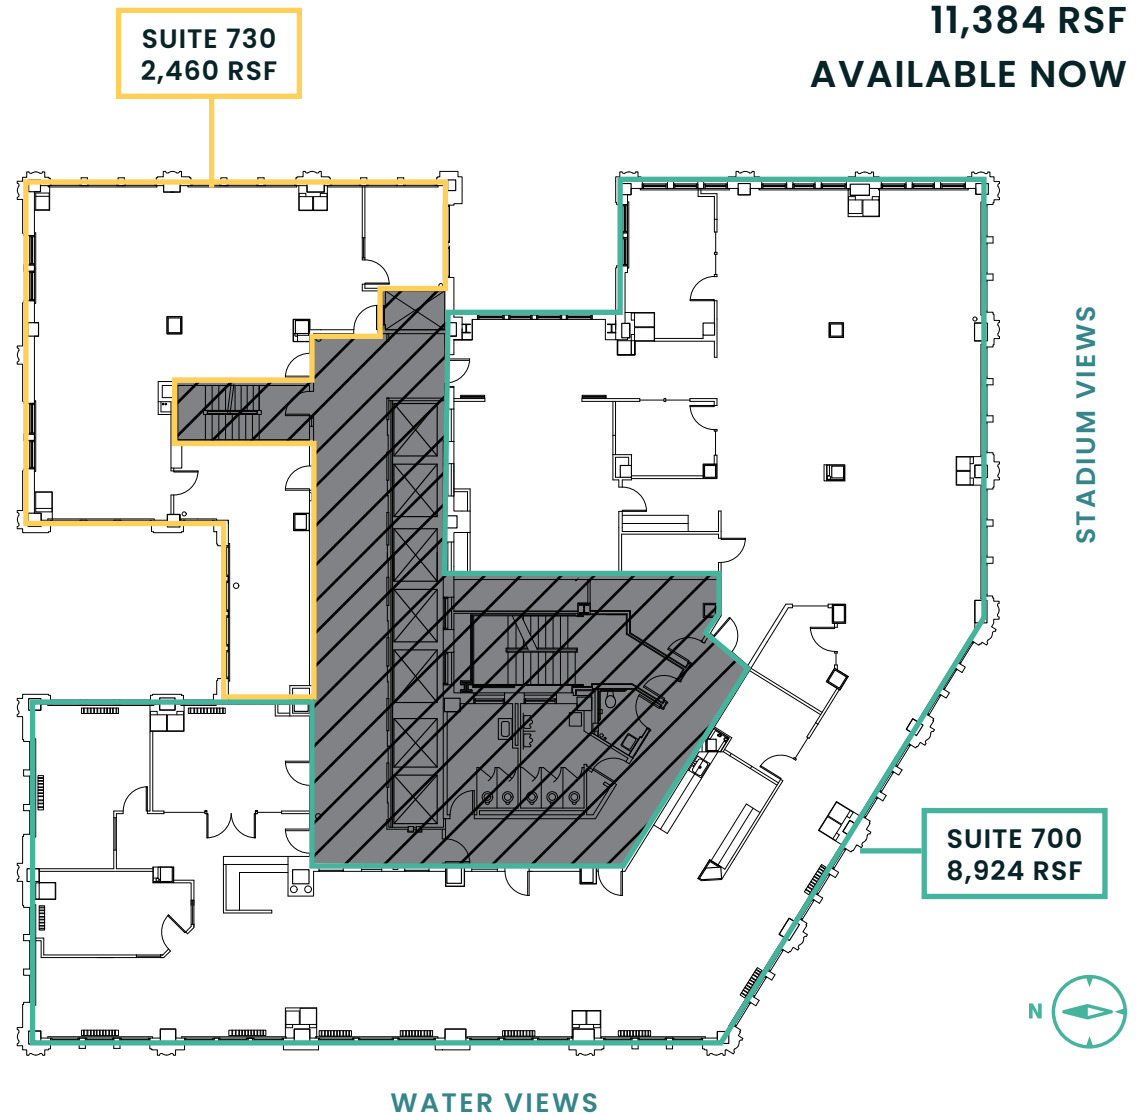 SUITE 730
2,460 RSF
11,384 RSF
AVAILABLE NOW
STADIUM VIEWS
SUITE 700
8,924 RSF
N
WATER VIEWS